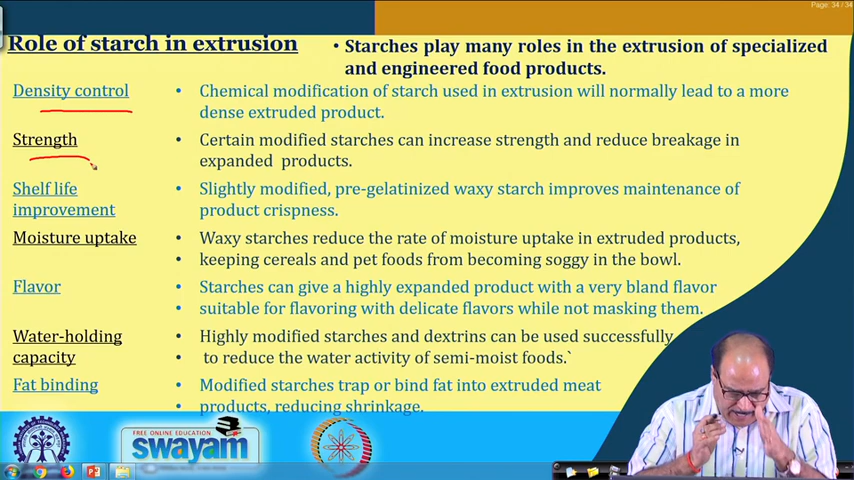 Page: 34 / 34
Role of starch in extrusion
• Starches play many roles in the extrusion of specialized
and engineered food products.
Density control
• Chemical modification of starch used in extrusion will normally lead to a more
dense extruded product.
Strength
• Certain modified starches can increase strength and reduce breakage in
expanded products.
Shelf life
improvement
• Slightly modified, pre-gelatinized waxy starch improves maintenance of
product crispness.
Moisture uptake
• Waxy starches reduce the rate of moisture uptake in extruded products,
• keeping cereals and pet foods from becoming soggy in the bowl.
Flavor
• Starches can give a highly expanded product with a very bland flavor
• suitable for flavoring with delicate flavors while not masking them.
Water-holding
capacity
• Highly modified starches and dextrins can be used successfully
• to reduce the water activity of semi-moist foods.`
Fat binding
• Modified starches trap or bind fat into extruded meat
• products, reducing shrinkage.
FREE ONLINE EDUCATION
swayam